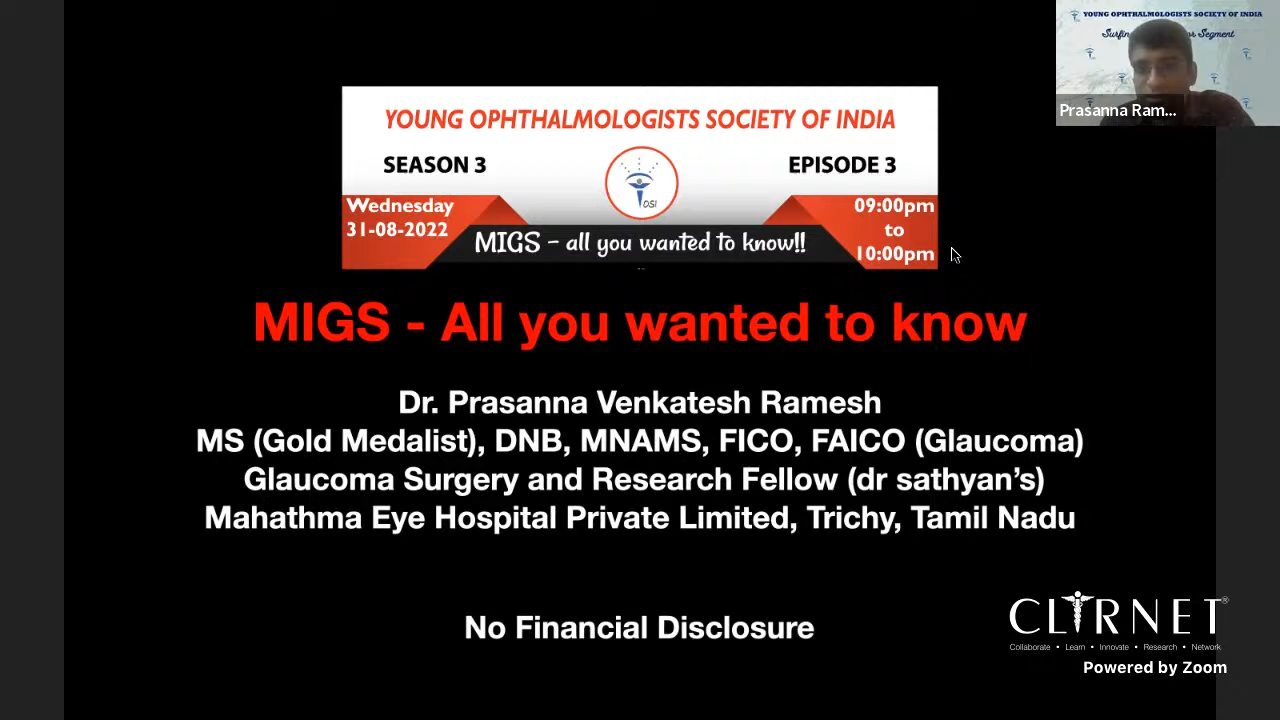 YOUNG OPHTHALMOLOGISTS SOCIETY OF INDIA
Prasanna Ram...
YOUNG OPHTHALMOLOGISTS SOCIETY OF INDIA
SEASON 3
EPISODE 3
OSI
Wednesday
31-08-2022
09:00pm
to
10:00pm
MIGS - all you wanted to know!!
MIGS - All you wanted to know
Dr. Prasanna Venkatesh Ramesh
MS (Gold Medalist), DNB, MNAMS, FICO, FAICO (Glaucoma)
Glaucoma Surgery and Research Fellow (dr sathyan’s)
Mahathma Eye Hospital Private Limited, Trichy, Tamil Nadu
No Financial Disclosure
CLIRNET®
Collaborate • Learn • Innovate • Research • Network
Powered by Zoom